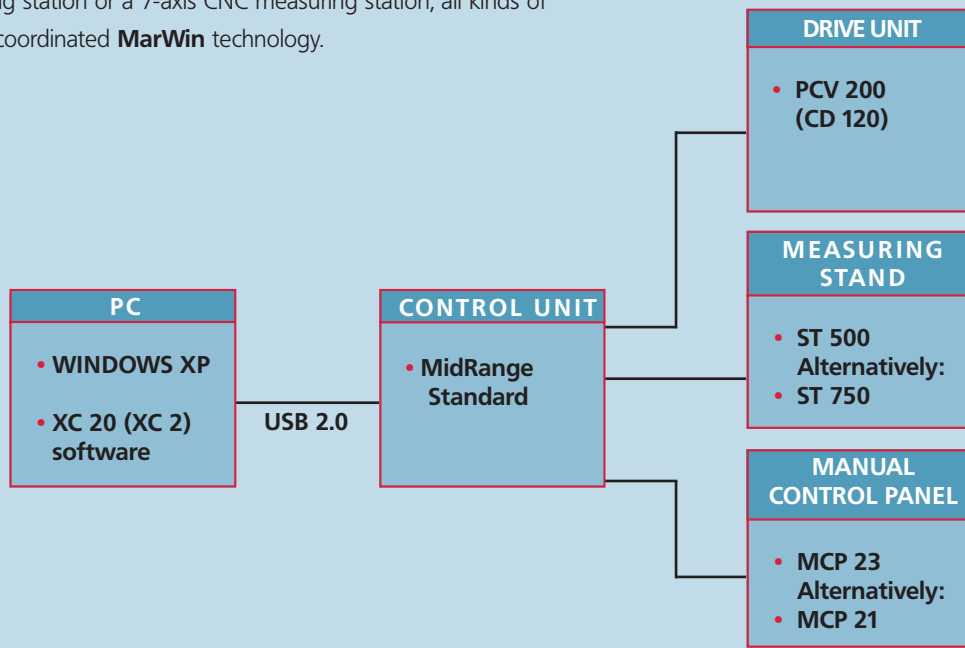 station or a 7-axis CNC measuring station, all kinds of
coordinated MarWin technology.
DRIVE UNIT
• PCV 200
(CD 120)
MEASURING
STAND
• ST 500
Alternatively:
• ST 750
PC
• WINDOWS XP
• XC 20 (XC 2)
software
USB 2.0
CONTROL UNIT
• MidRange
Standard
MANUAL
CONTROL PANEL
• MCP 23
Alternatively:
• MCP 21